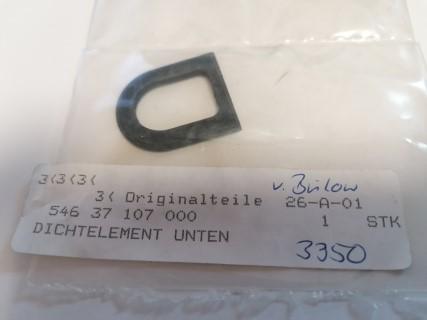 3<3<3< v. Bülow
3< Originalteile 26-A-01
546 37 107 000 1 STK
DICHTELEMENT UNTEN 3350